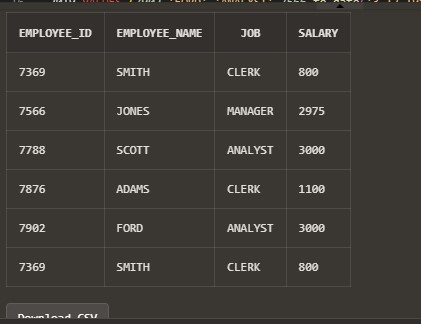 EMPLOYEE_ID EMPLOYEE_NAME JOB SALARY
7369 SMITH CLERK 800
7566 JONES MANAGER 2975
7788 SCOTT ANALYST 3000
7876 ADAMS CLERK 1100
7902 FORD ANALYST 3000
7369 SMITH CLERK 800
Download CSV